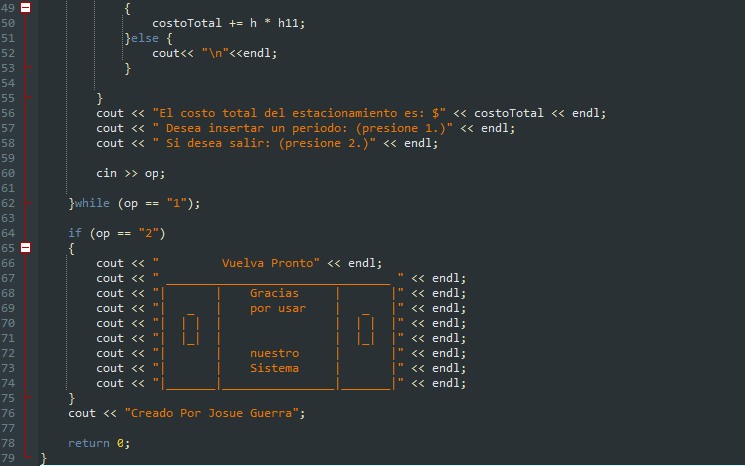 49 {
50 costoTotal += h * h11;
51 }else {
52 cout<< "\n"<<endl;
53 }
54
55 }
56 cout << "El costo total del estacionamiento es: $" << costoTotal << endl;
57 cout << " Desea insertar un periodo: (presione 1.)" << endl;
58 cout << " Si desea salir: (presione 2.)" << endl;
59
60 cin >> op;
61
62 }while (op == "1");
63
64 if (op == "2")
65 {
66 cout << "         Vuelva Pronto" << endl;
67 cout << " ________________________________ " << endl;
68 cout << "|       |    Gracias     |       |" << endl;
69 cout << "|   _   |    por usar    |   _   |" << endl;
70 cout << "|  | |  |                |  | |  |" << endl;
71 cout << "|  |_|  |                |  |_|  |" << endl;
72 cout << "|       |    nuestro     |       |" << endl;
73 cout << "|       |    Sistema     |       |" << endl;
74 cout << "|_______|________________|_______|" << endl;
75 }
76 cout << "Creado Por Josue Guerra";
77
78 return 0;
79 }